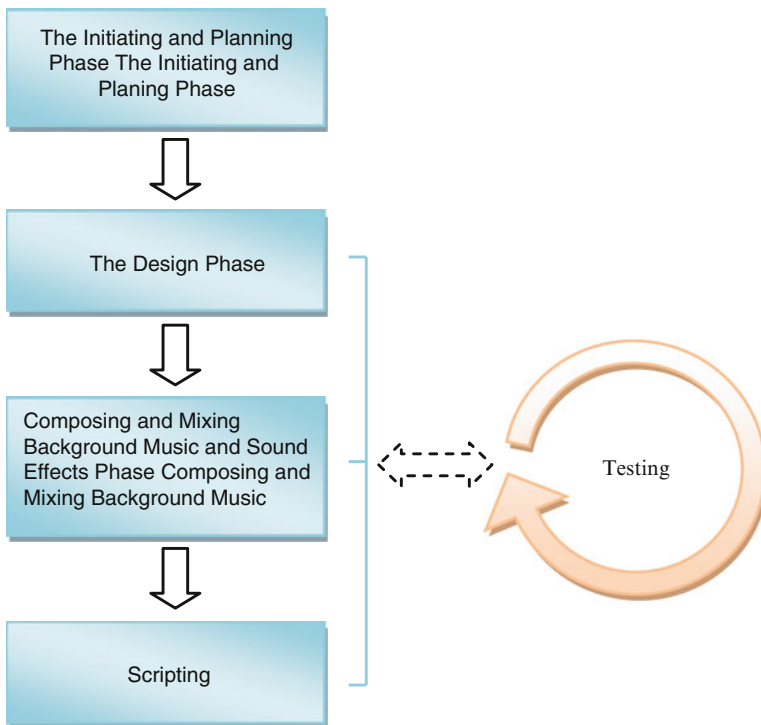 The Initiating and Planning
Phase The Initiating and
Planing Phase
The Design Phase
Composing and Mixing
Background Music and Sound
Effects Phase Composing and
Mixing Background Music
Testing
Scripting